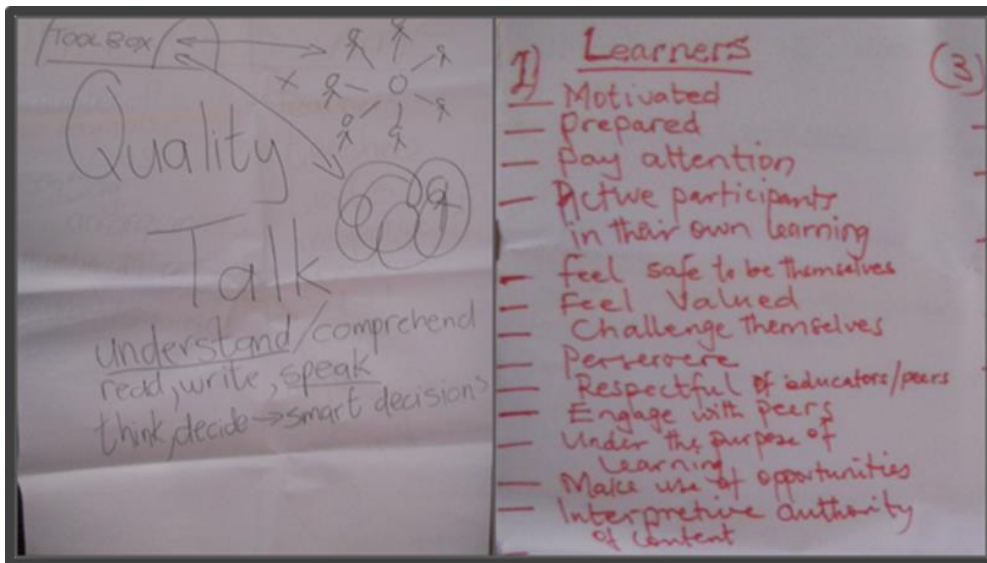 TOOLBOX
Quality
Talk
understand/comprehend
read, write, speak
think, decide → smart decisions
1) Learners (3)
— Motivated
— Prepared
— pay attention
— Active participants
in their own learning
— feel safe to be themselves
— Feel Valued
— Challenge themselves
— Persevere
— Respectful of educators/peers
— Engage with peers
— Under the purpose of
learning
— Make use of opportunities
— Interpretive authority
of content